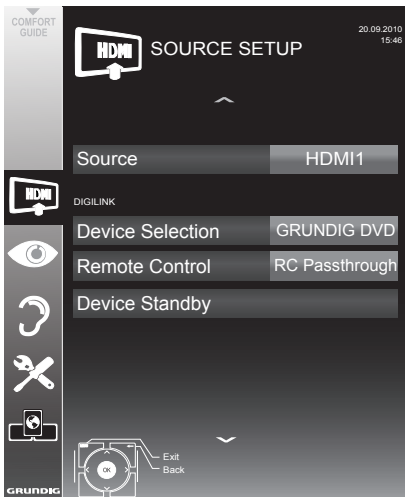 COMFORT
GUIDE
HDMI
SOURCE SETUP
20.09.2010
15:46
Source
HDMI1
HDMI
DIGILINK
Device Selection
GRUNDIG DVD
Remote Control
RC Passthrough
Device Standby
OK
Exit
Back
GRUNDIG